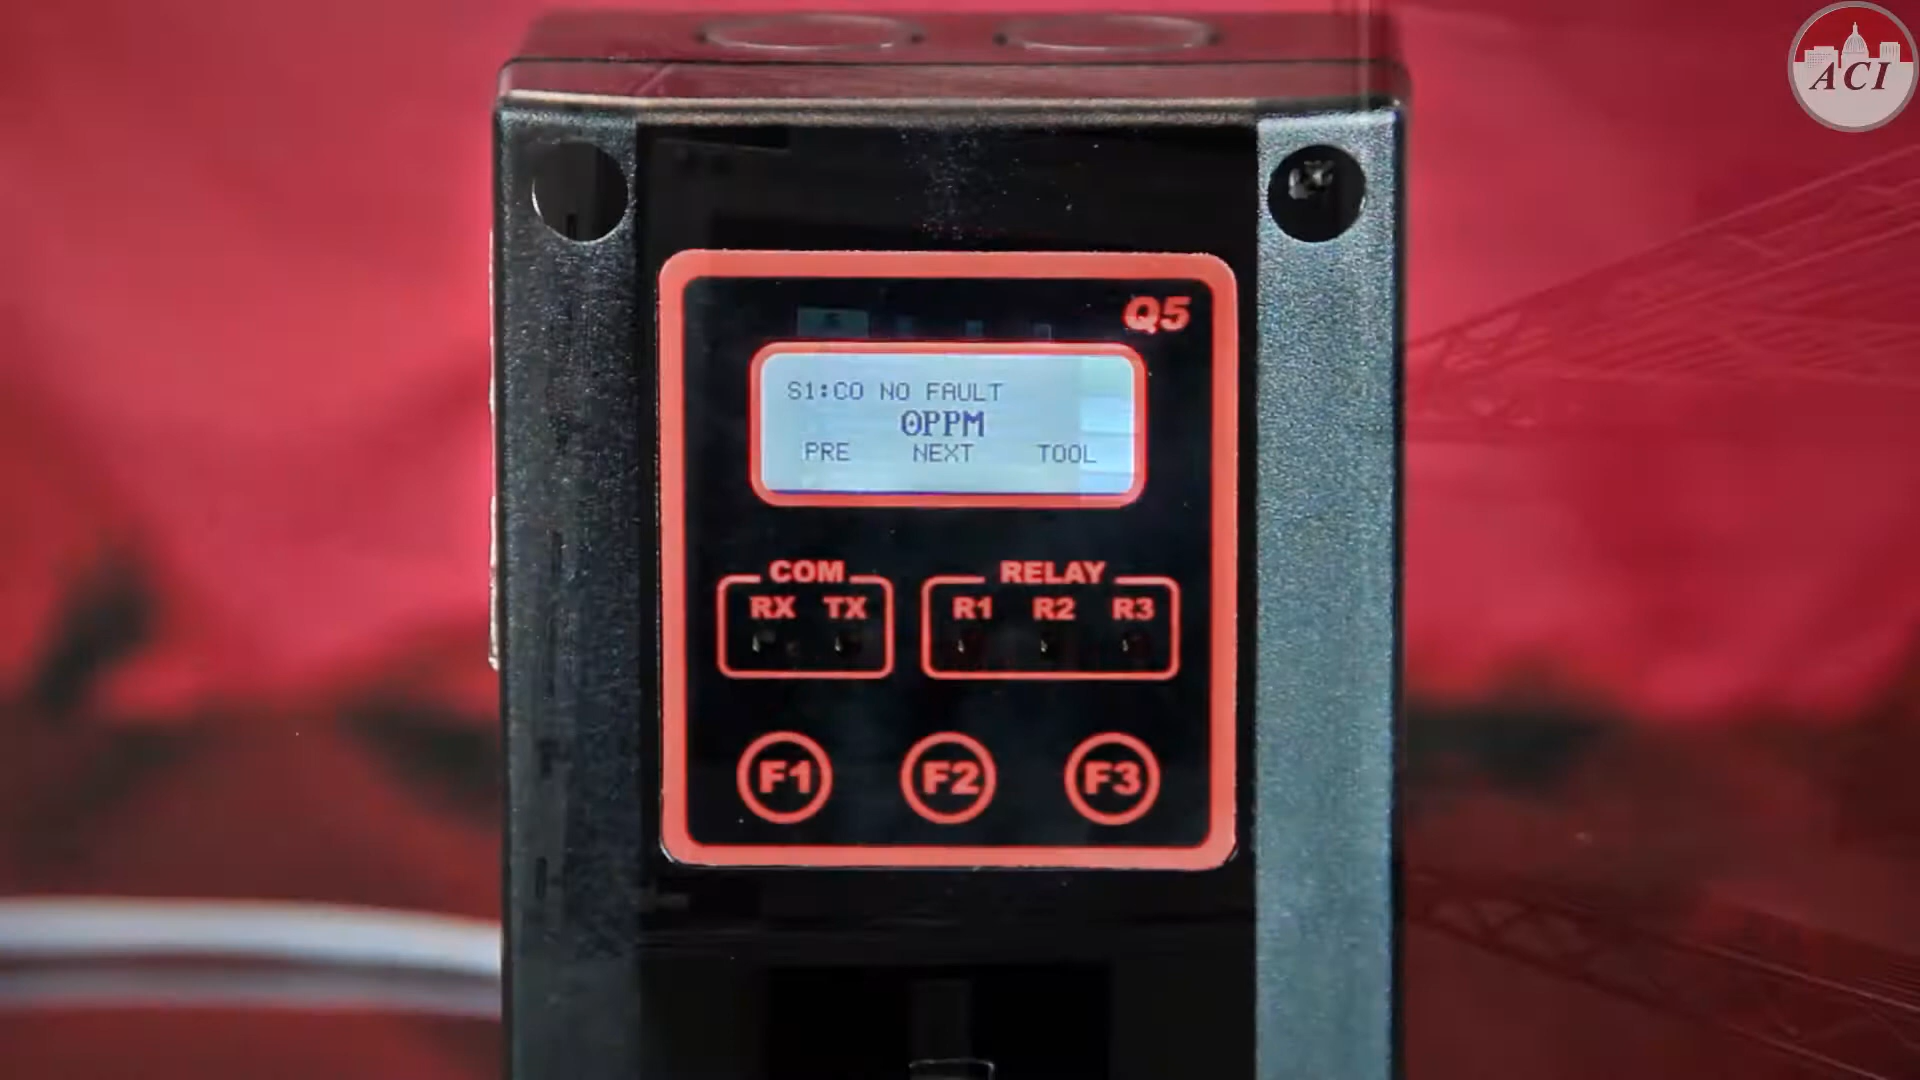 ACI
Q5
S1:CO NO FAULT
0PPM
PRE NEXT TOOL
COM
RX TX
RELAY
R1 R2 R3
F1 F2 F3